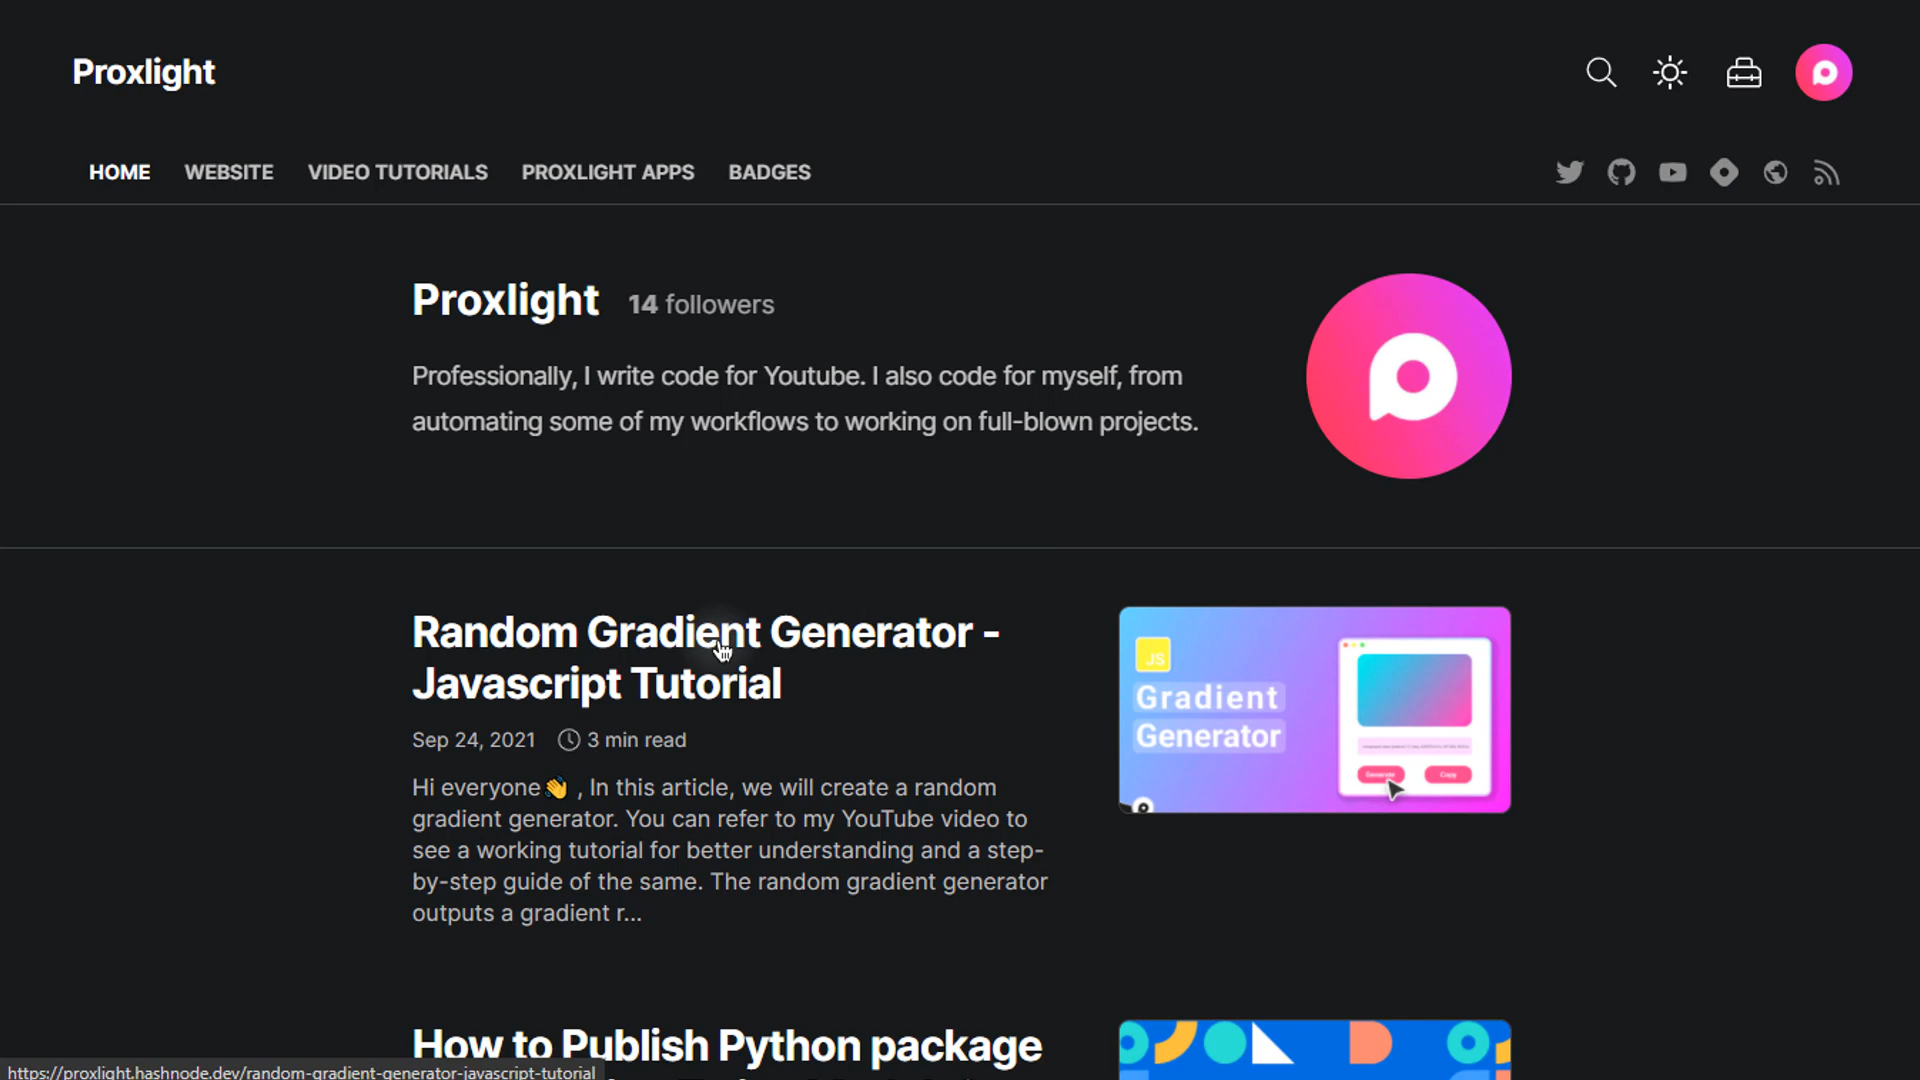 Proxlight
HOME WEBSITE VIDEO TUTORIALS PROXLIGHT APPS BADGES
Proxlight 14 followers
Professionally, I write code for Youtube. I also code for myself, from
automating some of my workflows to working on full-blown projects.
Random Gradient Generator -
Javascript Tutorial
Sep 24, 2021 3 min read
Hi everyone👋 , In this article, we will create a random
gradient generator. You can refer to my YouTube video to
see a working tutorial for better understanding and a step-
by-step guide of the same. The random gradient generator
outputs a gradient r...
JS
Gradient
Generator
Generate Copy
How to Publish Python package
https://proxlight.hashnode.dev/random-gradient-generator-javascript-tutorial